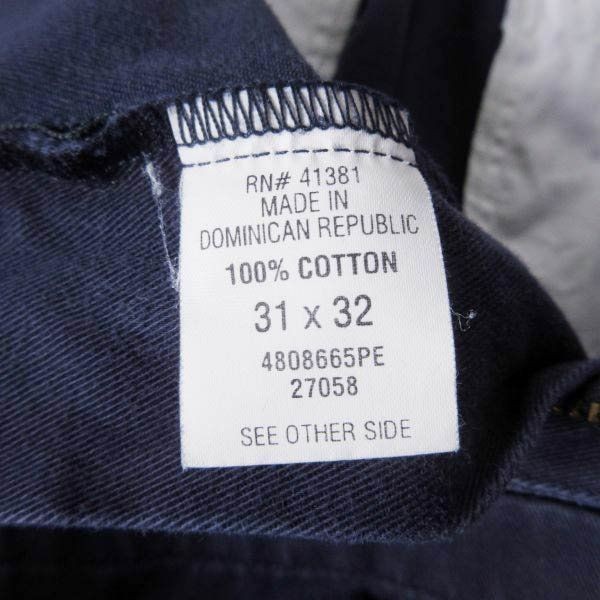 RN# 41381
MADE IN
DOMINICAN REPUBLIC
100% COTTON
31 x 32
4808665PE
27058
SEE OTHER SIDE